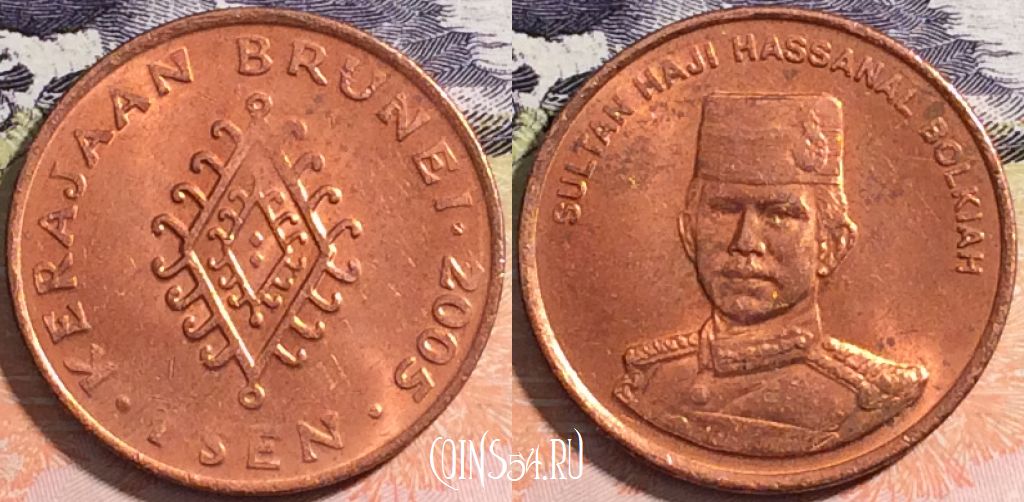 KERAJAAN BRUNEI · 2005 ·
1 SEN ·
SULTAN HAJI HASSANAL BOLKIAH
COINS54.RU